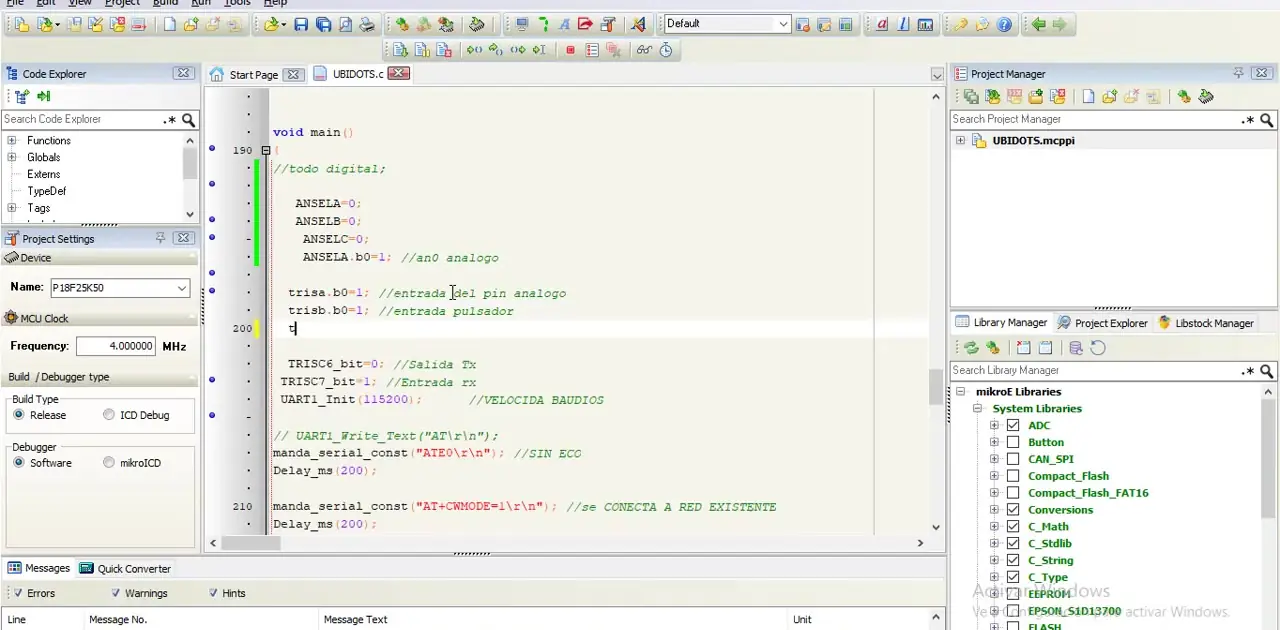 File Edit View Project Build Run Tools Help
Default
Code Explorer
Search Code Explorer .*
Functions
Globals
Externs
TypeDef
Tags
Project Settings
Device
Name: P18F25K50
MCU Clock
Frequency: 4.000000 MHz
Build / Debugger type
Build Type
Release ICD Debug
Debugger
Software mikroICD
Start Page UBIDOTS.c
void main()
190 {
//todo digital;
ANSELA=0;
ANSELB=0;
ANSELC=0;
ANSELA.b0=1; //an0 analogo
trisa.b0=1; //entrada del pin analogo
trisb.b0=1; //entrada pulsador
200 t
TRISC6_bit=0; //Salida Tx
TRISC7_bit=1; //Entrada rx
UART1_Init(115200); //VELOCIDA BAUDIOS
// UART1_Write_Text("AT\r\n");
manda_serial_const("ATE0\r\n"); //SIN ECO
Delay_ms(200);
210 manda_serial_const("AT+CWMODE=1\r\n"); //se CONECTA A RED EXISTENTE
Delay_ms(200);
Project Manager
Search Project Manager .*
UBIDOTS.mcppi
Library Manager Project Explorer Libstock Manager
Search Library Manager .*
mikroE Libraries
System Libraries
ADC
Button
CAN_SPI
Compact_Flash
Compact_Flash_FAT16
Conversions
C_Math
C_Stdlib
C_String
C_Type
EEPROM
EPSON_S1D13700
FLASH
Activar Windows
activar Windows.
Messages Quick Converter
Errors Warnings Hints
Line Message No. Message Text Unit